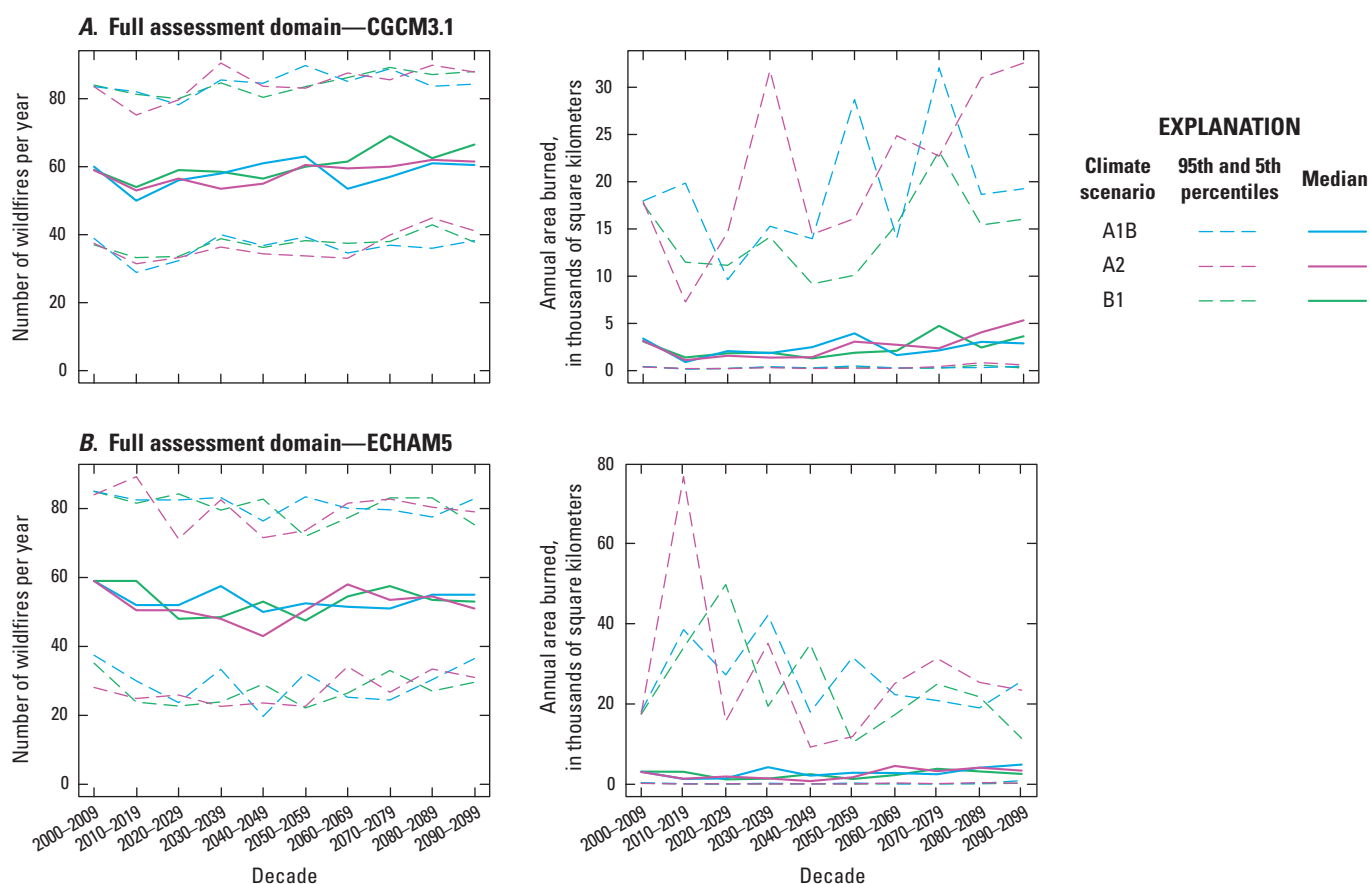 A. Full assessment domain—CGCM3.1
Number of wildlfires per year
80
60
40
20
0
Annual area burned,
in thousands of square kilometers
30
25
20
15
10
5
0
EXPLANATION
Climate scenario
95th and 5th percentiles
Median
A1B
A2
B1
B. Full assessment domain—ECHAM5
Number of wildlfires per year
80
60
40
20
0
2000–2009
2010–2019
2020–2029
2030–2039
2040–2049
2050–2059
2060–2069
2070–2079
2080–2089
2090–2099
Decade
Annual area burned,
in thousands of square kilometers
80
60
40
20
0
2000–2009
2010–2019
2020–2029
2030–2039
2040–2049
2050–2059
2060–2069
2070–2079
2080–2089
2090–2099
Decade